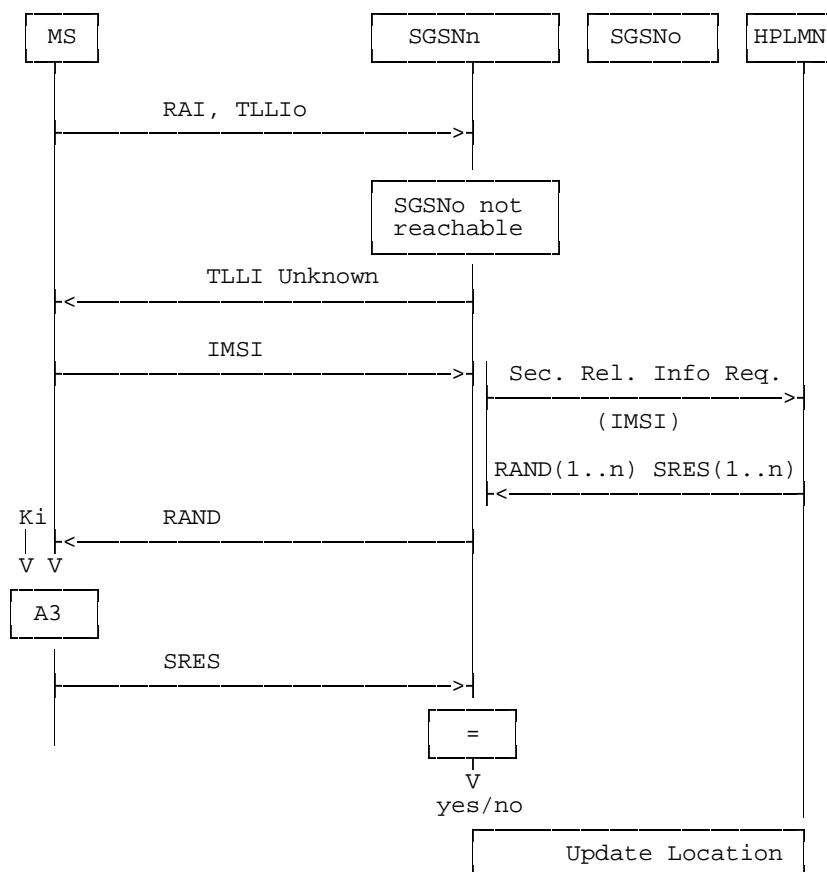 MS SGSNn SGSNo HPLMN
RAI, TLLIo
SGSNo not
reachable
TLLI Unknown
IMSI
Sec. Rel. Info Req.
(IMSI)
RAND(1..n) SRES(1..n)
Ki RAND
V V
A3
SRES
=
V
yes/no
Update Location